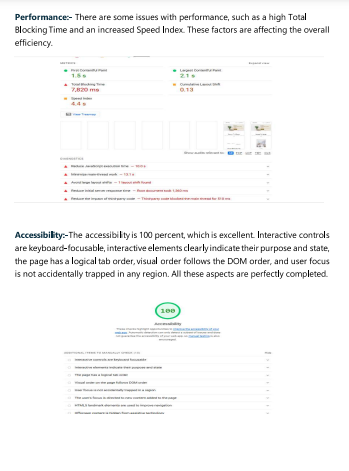 Performance:- There are some issues with performance, such as a high Total
Blocking Time and an increased Speed Index. These factors are affecting the overall
efficiency.
METRICS
Expand view
First Contentful Paint
Largest Contentful Paint
1.5 s
2.1 s
Total Blocking Time
Cumulative Layout Shift
7,820 ms
0.13
Speed Index
4.4 s
View Treemap
Show audits relevant to:
DIAGNOSTICS
Reduce JavaScript execution time
Minimize main-thread work
Avoid large layout shifts — 1 layout shift found
Reduce initial server response time — Root document took
Reduce the impact of third-party code — Third-party code blocked the main thread for
Accessibility:-The accessibility is 100 percent, which is excellent. Interactive controls
are keyboard-focusable, interactive elements clearly indicate their purpose and state,
the page has a logical tab order, visual order follows the DOM order, and user focus
is not accidentally trapped in any region. All these aspects are perfectly completed.
100
Accessibility
ADDITIONAL ITEMS TO MANUALLY CHECK
Interactive controls are keyboard focusable
Interactive elements indicate their purpose and state
The page has a logical tab order
Visual order on the page follows DOM order
User focus is not accidentally trapped in a region
The user's focus is directed to new content added to the page
HTML5 landmark elements are used to improve navigation
Offscreen content is hidden from assistive technology